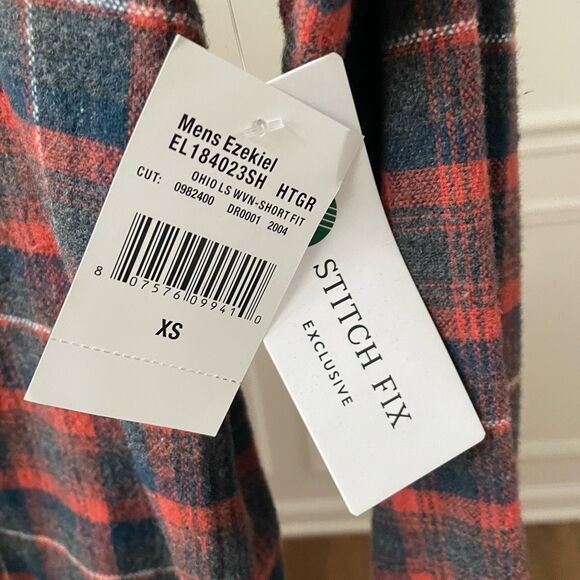 Mens Ezekiel
EL184023SH HTGR
OHIO LS WVN-SHORT FIT
CUT: 0982400 DR0001 2004
8 07576 09941 0
XS
STITCH FIX
EXCLUSIVE